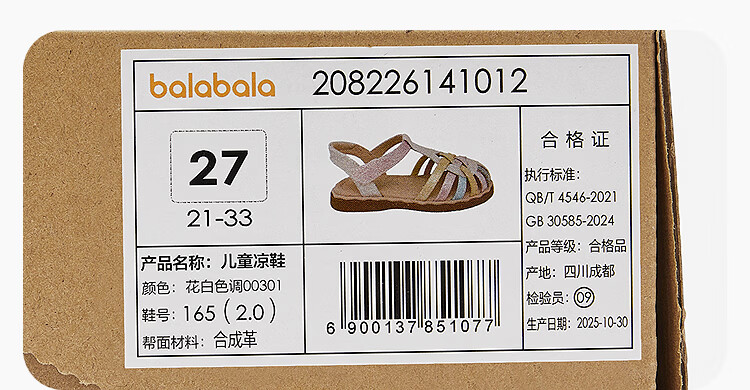 balabala 208226141012
27
21-33
产品名称: 儿童凉鞋
颜色: 花白色调00301
鞋号: 165 (2.0)
帮面材料: 合成革
6 900137 851077
合格证
执行标准:
QB/T 4546-2021
GB 30585-2024
产品等级: 合格品
产地: 四川成都
检验员: 09
生产日期: 2025-10-30